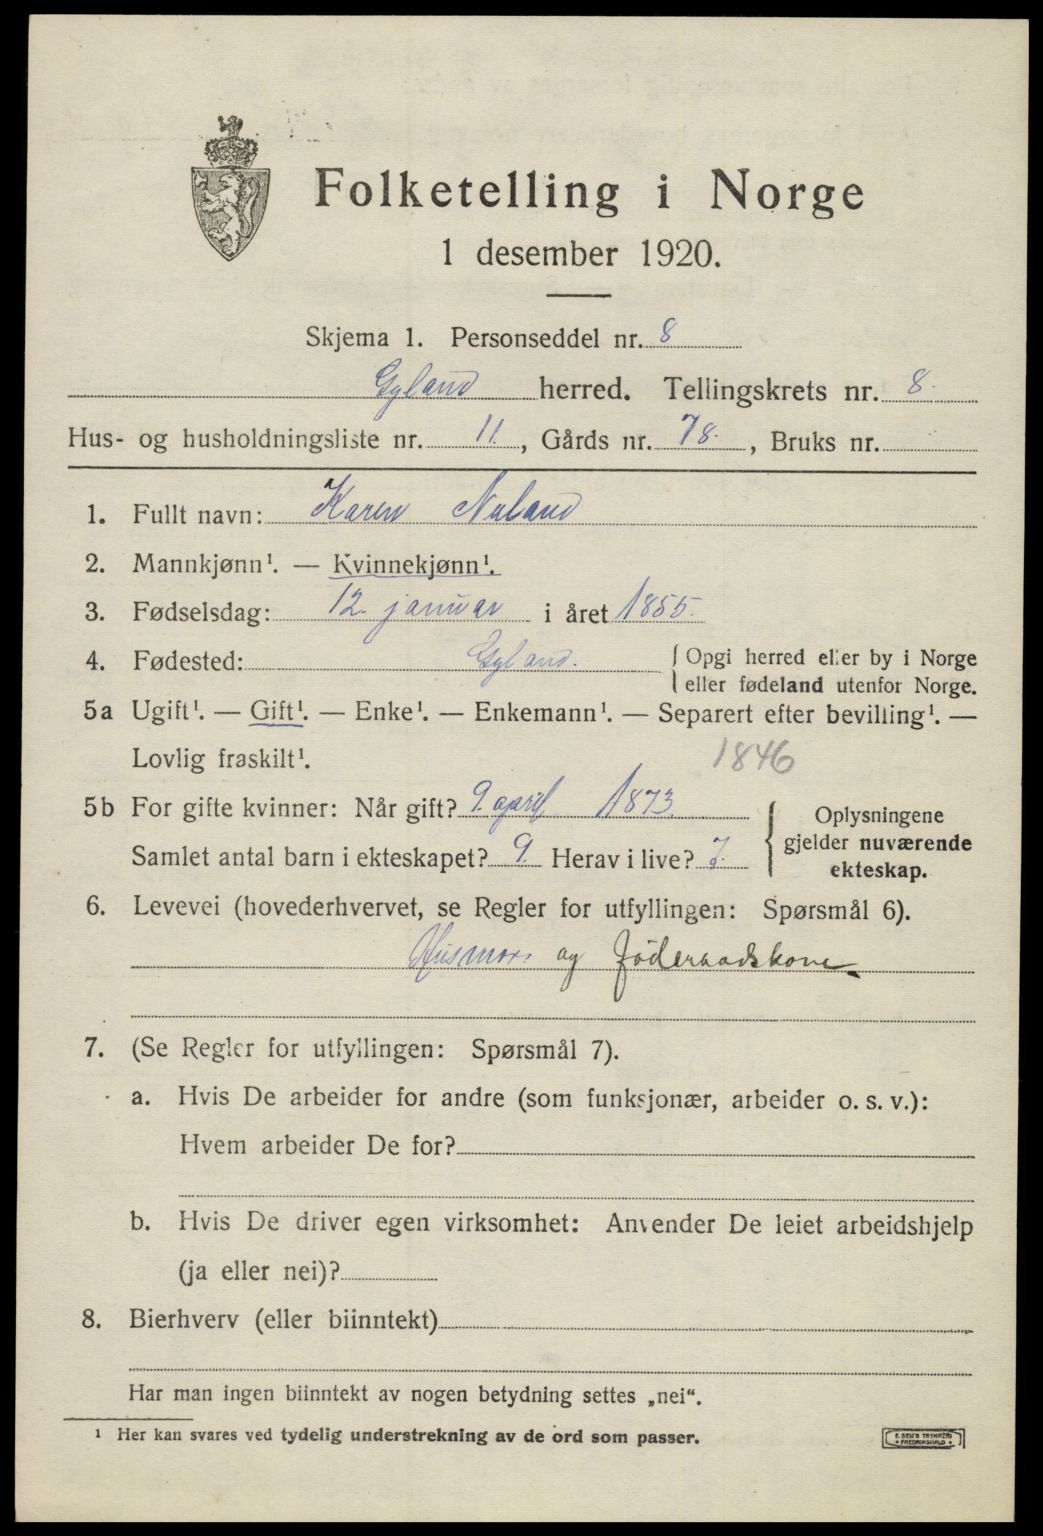 Folketelling i Norge
1 desember 1920.
Skjema 1. Personseddel nr. 8
Gyland herred. Tellingskrets nr. 8.
Hus- og husholdningsliste nr. 11., Gårds nr. 78., Bruks nr.
1. Fullt navn: Karen Nuland
2. Mannkjønn¹. — Kvinnekjønn¹.
3. Fødselsdag: 12. januar i året 1855.
4. Fødested: Gyland. { Opgi herred eller by i Norge
eller fødeland utenfor Norge.
5a Ugift¹. — Gift¹. — Enke¹. — Enkemann¹. — Separert efter bevilling¹. —
Lovlig fraskilt¹. 1846
5b For gifte kvinner: Når gift? 9. april 1873.
Samlet antal barn i ekteskapet? 9. Herav i live? 7.
{ Oplysningene
gjelder nuværende
ekteskap.
6. Levevei (hovederhvervet, se Regler for utfyllingen: Spørsmål 6).
Husmor. og föderaadskone
7. (Se Regler for utfyllingen: Spørsmål 7).
a. Hvis De arbeider for andre (som funksjonær, arbeider o. s. v.):
Hvem arbeider De for?
b. Hvis De driver egen virksomhet: Anvender De leiet arbeidshjelp
(ja eller nei)?
8. Bierhverv (eller biinntekt)
Har man ingen biinntekt av nogen betydning settes „nei“.
¹ Her kan svares ved tydelig understrekning av de ord som passer.
E. SEM'S TRYKKERI
• FREDRIKSHALD •